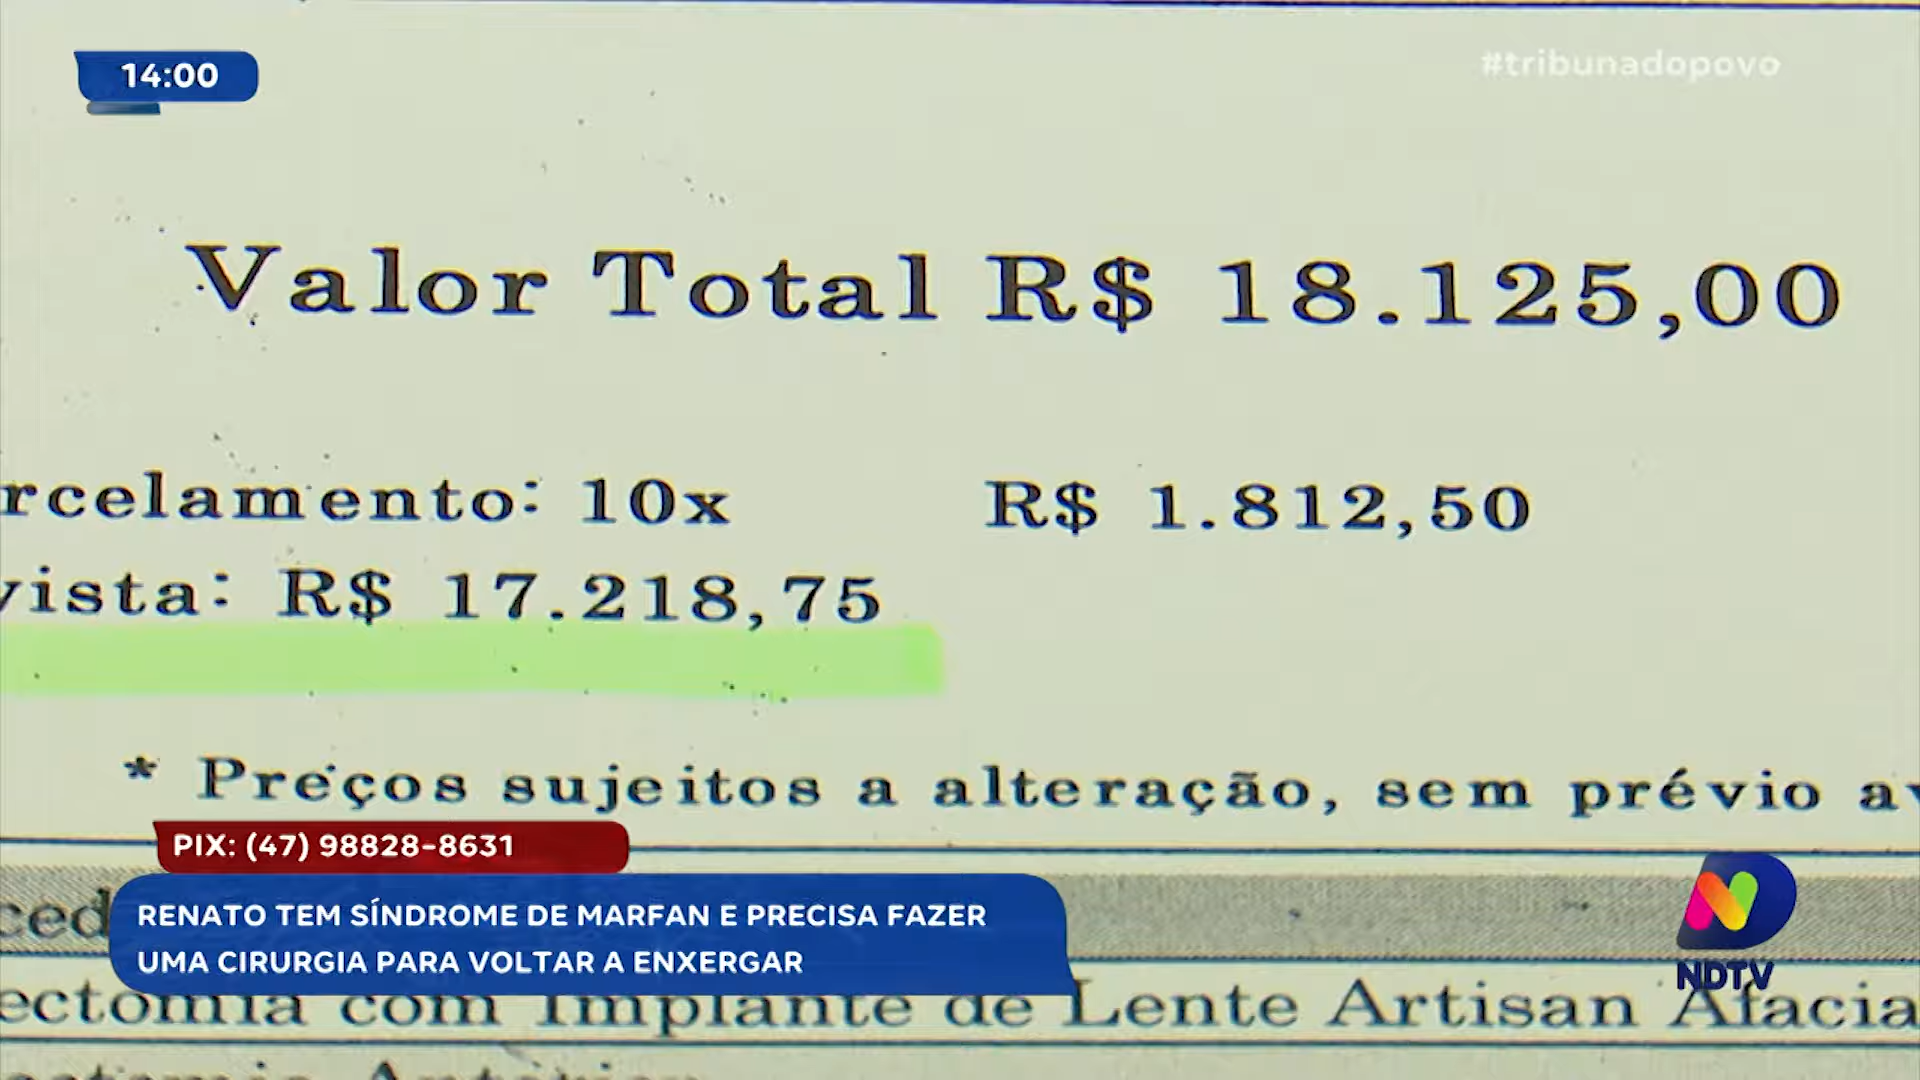 14:00
#tribunadopovo
Valor Total R$ 18.125,00
rcelamento: 10x R$ 1.812,50
vista: R$ 17.218,75
* Preços sujeitos a alteração, sem prévio av
PIX: (47) 98828-8631
ced
RENATO TEM SÍNDROME DE MARFAN E PRECISA FAZER
UMA CIRURGIA PARA VOLTAR A ENXERGAR
NDTV
ectomia com Implante de Lente Artisan Afacia